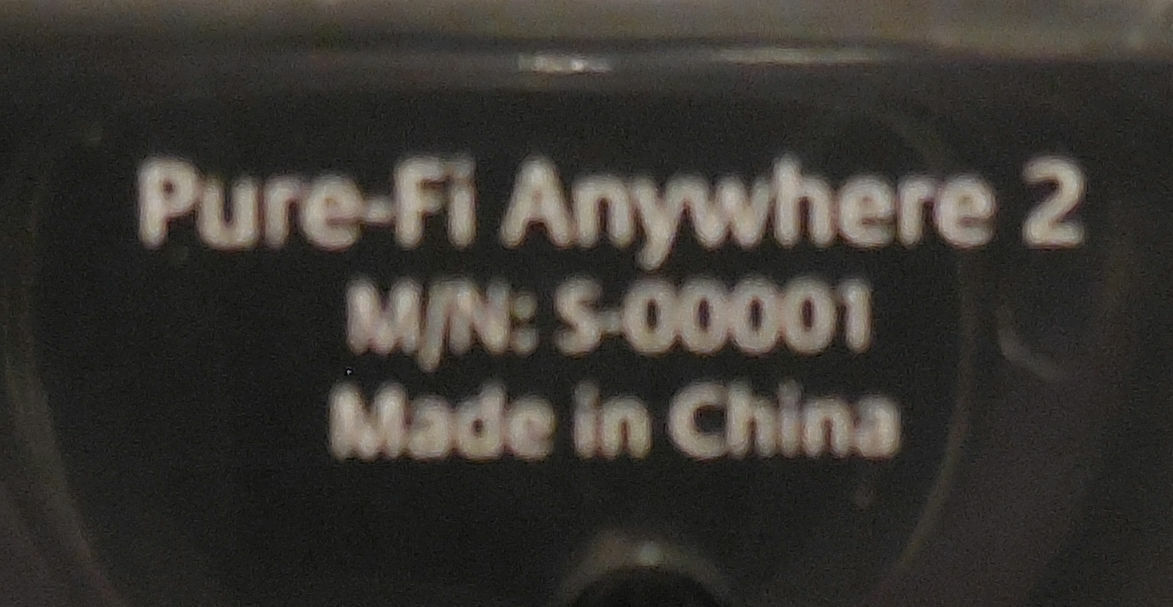 Pure-Fi Anywhere 2
M/N: S-00001
Made in China